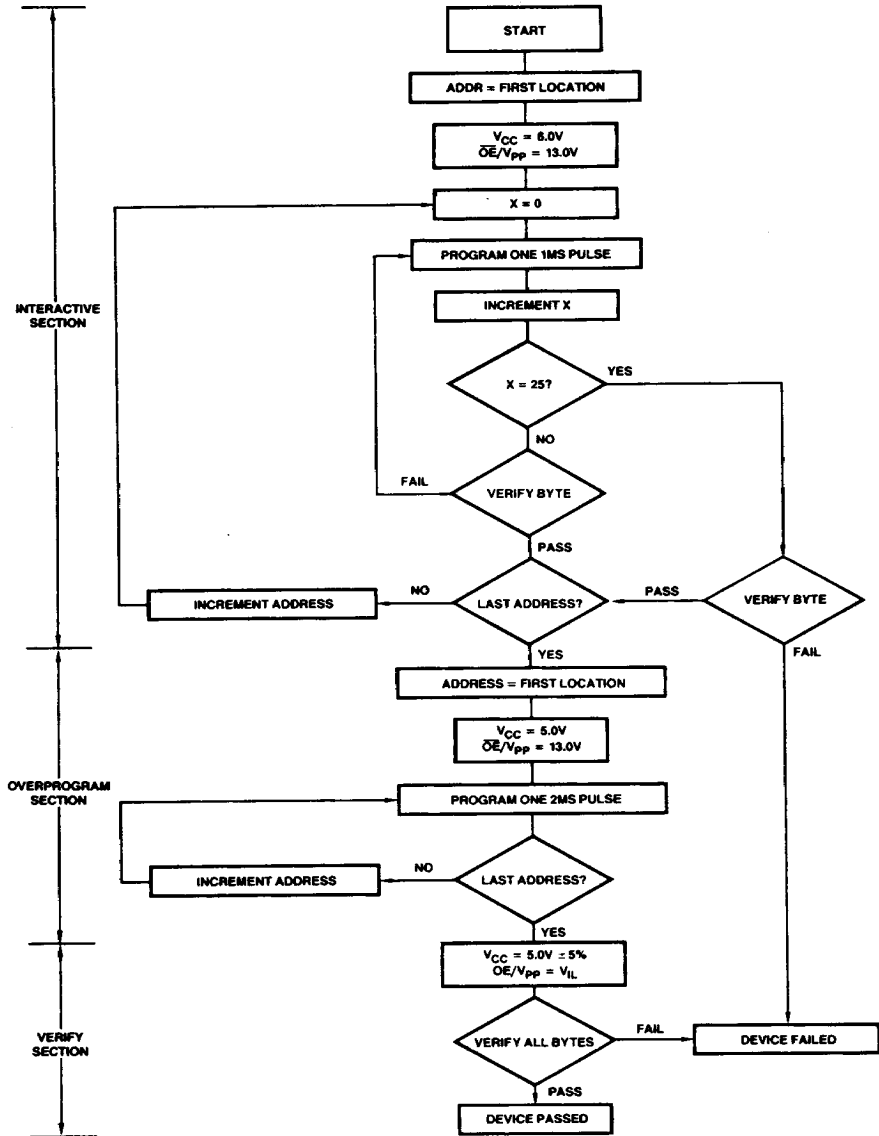 START
ADDR = FIRST LOCATION
VCC = 6.0V
OE/VPP = 13.0V
X = 0
PROGRAM ONE 1MS PULSE
INCREMENT X
INTERACTIVE
SECTION
X = 25?
YES
NO
FAIL
VERIFY BYTE
PASS
INCREMENT ADDRESS
NO
LAST ADDRESS?
PASS
VERIFY BYTE
YES
FAIL
ADDRESS = FIRST LOCATION
VCC = 5.0V
OE/VPP = 13.0V
OVERPROGRAM
SECTION
PROGRAM ONE 2MS PULSE
INCREMENT ADDRESS
NO
LAST ADDRESS?
YES
VCC = 5.0V ±5%
OE/VPP = VIL
VERIFY
SECTION
VERIFY ALL BYTES
FAIL
DEVICE FAILED
PASS
DEVICE PASSED